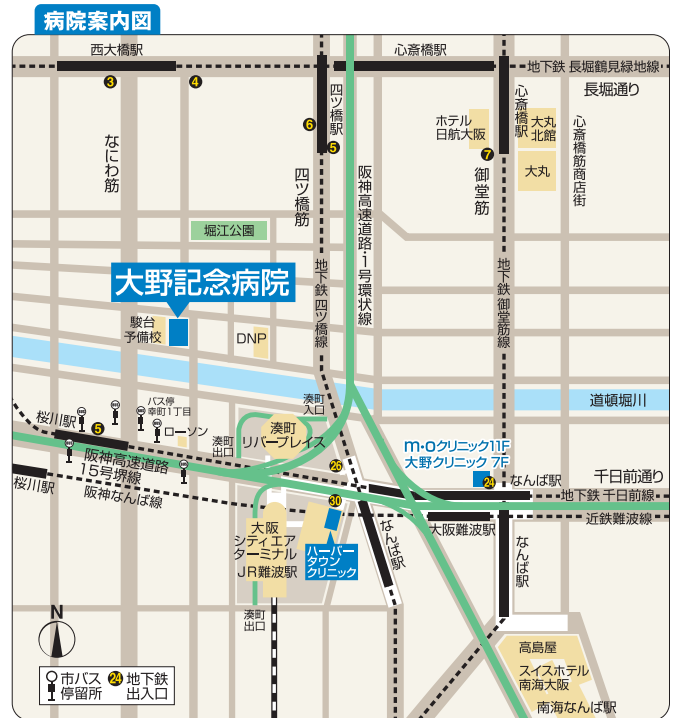 病院案内図
西大橋駅
心斎橋駅
地下鉄 長堀鶴見緑地線
長堀通り
3
4
6
5
7
四ツ橋駅
なにわ筋
四ツ橋筋
阪神高速道路・1号環状線
ホテル
日航大阪
御堂筋
心斎橋駅
大丸
北館
大丸
心斎橋筋商店街
堀江公園
大野記念病院
地下鉄 四ツ橋線
地下鉄 御堂筋線
駿台
予備校
DNP
道頓堀川
桜川駅
5
バス停
幸町1丁目
ローソン
湊町
入口
湊町
出口
湊町
リバープレイス
26
阪神高速道路
15号堺線
桜川駅
阪神なんば線
m・oクリニック11F
大野クリニック 7F
24
なんば駅
千日前通り
地下鉄 千日前線
近鉄難波線
大阪難波駅
30
大阪
シティエア
ターミナル
JR難波駅
ハーバー
タウン
クリニック
なんば駅
なんば駅
湊町
出口
N
市バス
停留所
24
地下鉄
出入口
高島屋
スイスホテル
南海大阪
南海なんば駅